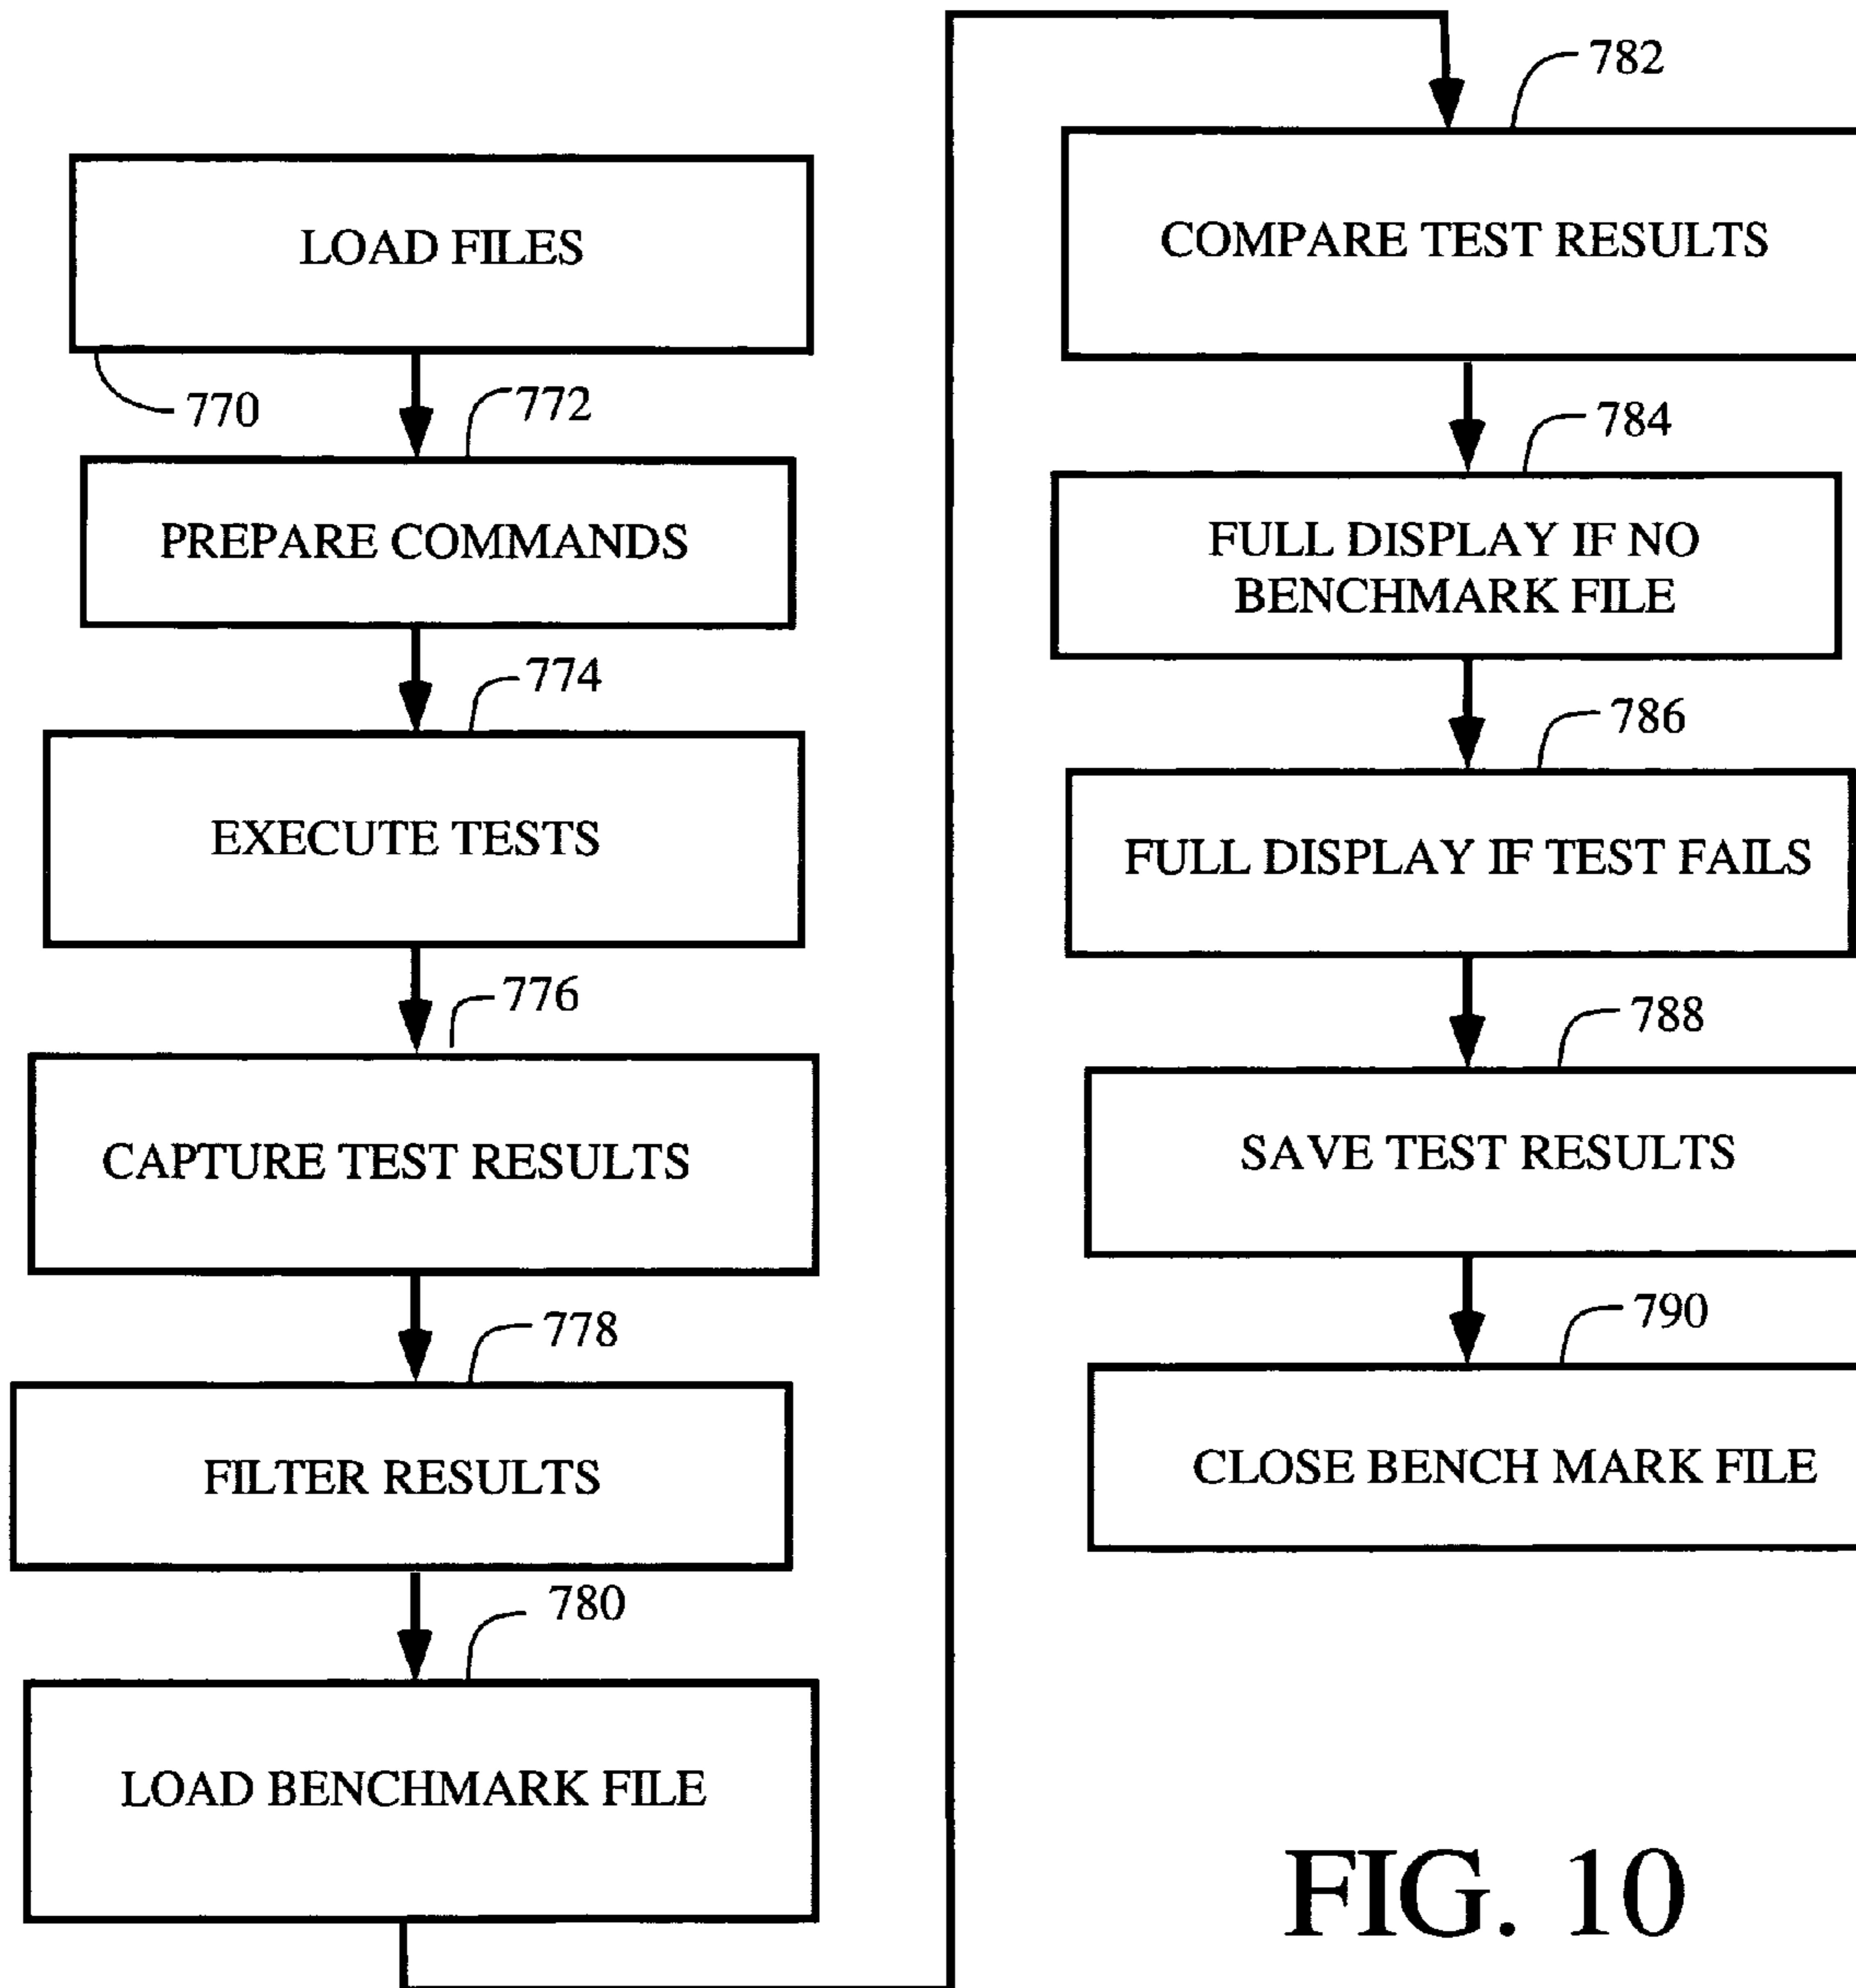 LOAD FILES
770
772
PREPARE COMMANDS
774
EXECUTE TESTS
776
CAPTURE TEST RESULTS
778
FILTER RESULTS
780
LOAD BENCHMARK FILE
782
COMPARE TEST RESULTS
784
FULL DISPLAY IF NO
BENCHMARK FILE
786
FULL DISPLAY IF TEST FAILS
788
SAVE TEST RESULTS
790
CLOSE BENCH MARK FILE
FIG. 10